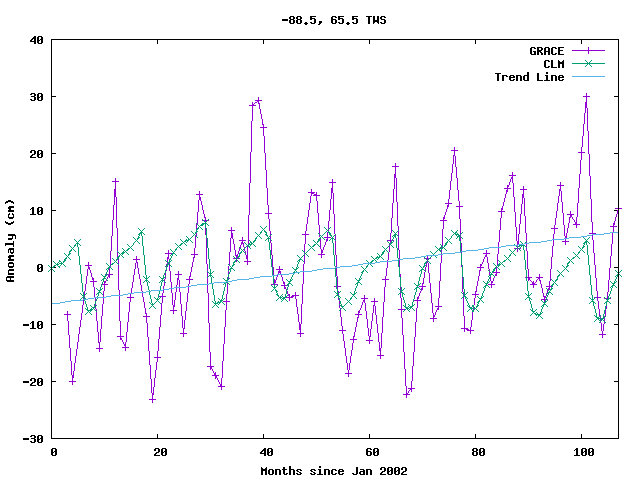 -88.5, 65.5 TWS
GRACE
CLM
Trend Line
40
30
20
10
0
-10
-20
-30
Anomaly (cm)
0 20 40 60 80 100
Months since Jan 2002